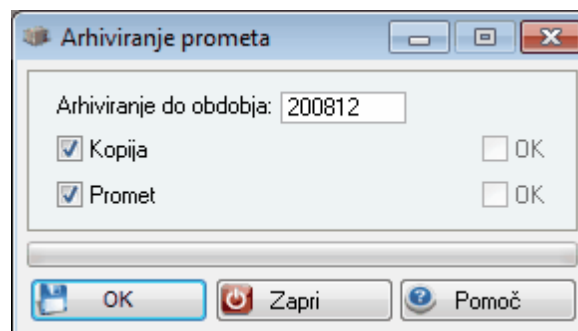 Arhiviranje prometa
Arhiviranje do obdobja: 200812
Kopija OK
Promet OK
OK Zapri Pomoč